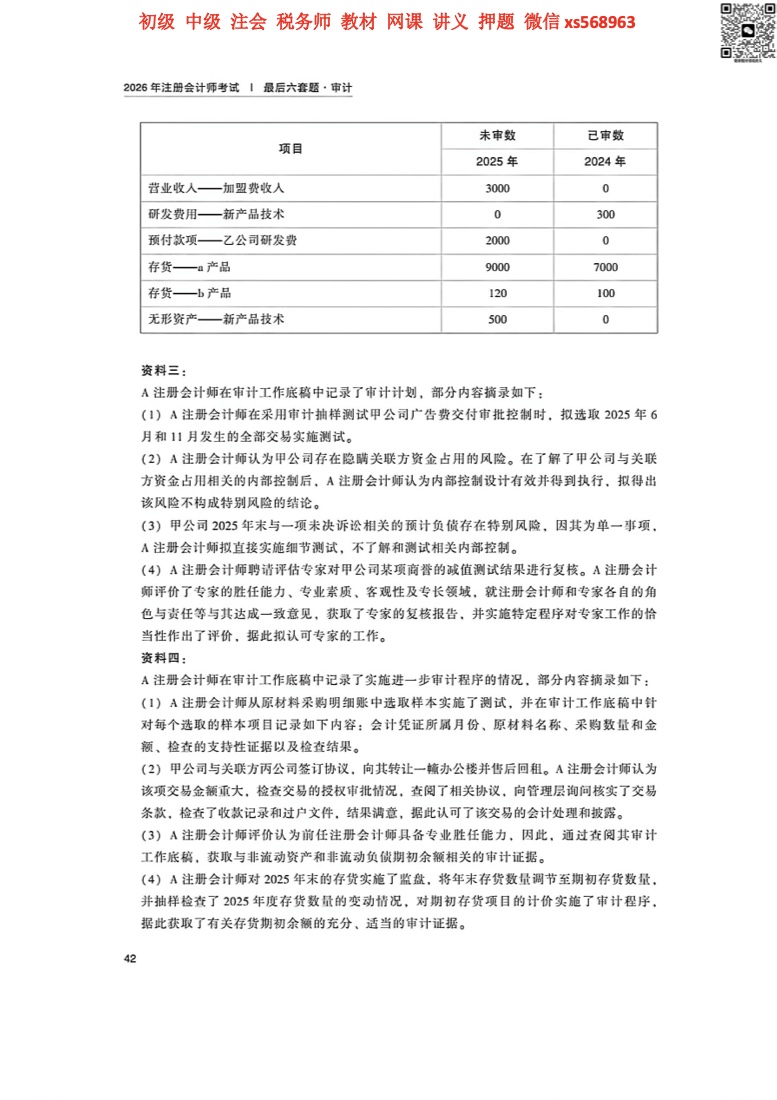 初级 中级 注会 税务师 教材 网课 讲义 押题 微信 xs568963
2026 年注册会计师考试 | 最后六套题·审计
项目 未审数 已审数
2025 年 2024 年
营业收入——加盟费收入 3000 0
研发费用——新产品技术 0 300
预付款项——乙公司研发费 2000 0
存货——a 产品 9000 7000
存货——b 产品 120 100
无形资产——新产品技术 500 0
资料三：
A 注册会计师在审计工作底稿中记录了审计计划，部分内容摘录如下：
(1) A 注册会计师在采用审计抽样测试甲公司广告费交付审批控制时，拟选取 2025 年 6
月和 11 月发生的全部交易实施测试。
(2) A 注册会计师认为甲公司存在隐瞒关联方资金占用的风险。在了解了甲公司与关联
方资金占用相关的内部控制后，A 注册会计师认为内部控制设计有效并得到执行，拟得出
该风险不构成特别风险的结论。
(3) 甲公司 2025 年末与一项未决诉讼相关的预计负债存在特别风险，因其为单一事项，
A 注册会计师拟直接实施细节测试，不了解和测试相关内部控制。
(4) A 注册会计师聘请评估专家对甲公司某项商誉的减值测试结果进行复核。A 注册会计
师评价了专家的胜任能力、专业素质、客观性及专长领域，就注册会计师和专家各自的角
色与责任等与其达成一致意见，获取了专家的复核报告，并实施特定程序对专家工作的恰
当性作出了评价，据此拟认可专家的工作。
资料四：
A 注册会计师在审计工作底稿中记录了实施进一步审计程序的情况，部分内容摘录如下：
(1) A 注册会计师从原材料采购明细账中选取样本实施了测试，并在审计工作底稿中针
对每个选取的样本项目记录如下内容：会计凭证所属月份、原材料名称、采购数量和金
额、检查的支持性证据以及检查结果。
(2) 甲公司与关联方丙公司签订协议，向其转让一幢办公楼并售后回租。A 注册会计师认为
该项交易金额重大，检查交易的授权审批情况，查阅了相关协议，向管理层询问核实了交易
条款，检查了收款记录和过户文件，结果满意，据此认可了该交易的会计处理和披露。
(3) A 注册会计师评价认为前任注册会计师具备专业胜任能力，因此，通过查阅其审计
工作底稿，获取与非流动资产和非流动负债期初余额相关的审计证据。
(4) A 注册会计师对 2025 年末的存货实施了监盘，将年末存货数量调节至期初存货数量，
并抽样检查了 2025 年度存货数量的变动情况，对期初存货项目的计价实施了审计程序，
据此获取了有关存货期初余额的充分、适当的审计证据。
42